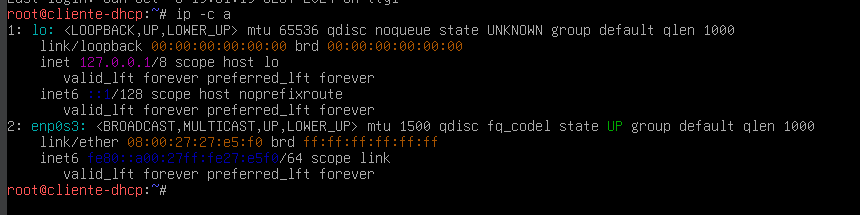 root@cliente-dhcp:~# ip -c a
1: lo: <LOOPBACK,UP,LOWER_UP> mtu 65536 qdisc noqueue state UNKNOWN group default qlen 1000
link/loopback 00:00:00:00:00:00 brd 00:00:00:00:00:00
inet 127.0.0.1/8 scope host lo
valid_lft forever preferred_lft forever
inet6 ::1/128 scope host noprefixroute
valid_lft forever preferred_lft forever
2: enp0s3: <BROADCAST,MULTICAST,UP,LOWER_UP> mtu 1500 qdisc fq_codel state UP group default qlen 1000
link/ether 08:00:27:27:e5:f0 brd ff:ff:ff:ff:ff:ff
inet6 fe80::a00:27ff:fe27:e5f0/64 scope link
valid_lft forever preferred_lft forever
root@cliente-dhcp:~#